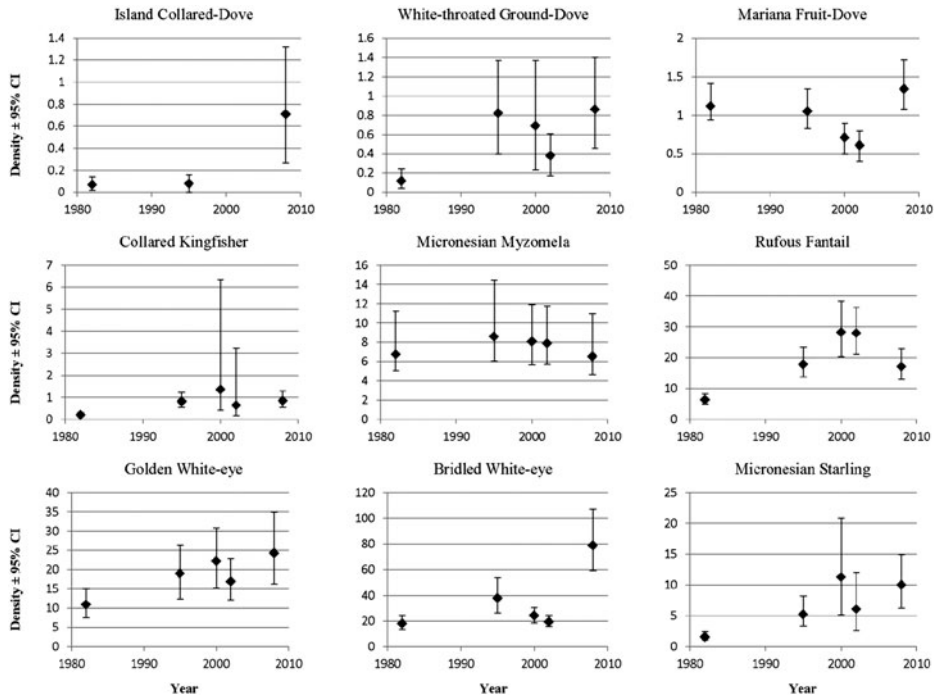 Island Collared-Dove
White-throated Ground-Dove
Mariana Fruit-Dove
Density ± 95% CI
1.4
1.2
1
0.8
0.6
0.4
0.2
0
1980 1990 2000 2010
1.6
1.4
1.2
1
0.8
0.6
0.4
0.2
0
1980 1990 2000 2010
2
1.5
1
0.5
0
1980 1990 2000 2010
Collared Kingfisher
Micronesian Myzomela
Rufous Fantail
Density ± 95% CI
7
6
5
4
3
2
1
0
1980 1990 2000 2010
16
14
12
10
8
6
4
2
0
1980 1990 2000 2010
50
40
30
20
10
0
1980 1990 2000 2010
Golden White-eye
Bridled White-eye
Micronesian Starling
Density ± 95% CI
40
35
30
25
20
15
10
5
0
1980 1990 2000 2010
Year
120
100
80
60
40
20
0
1980 1990 2000 2010
Year
25
20
15
10
5
0
1980 1990 2000 2010
Year